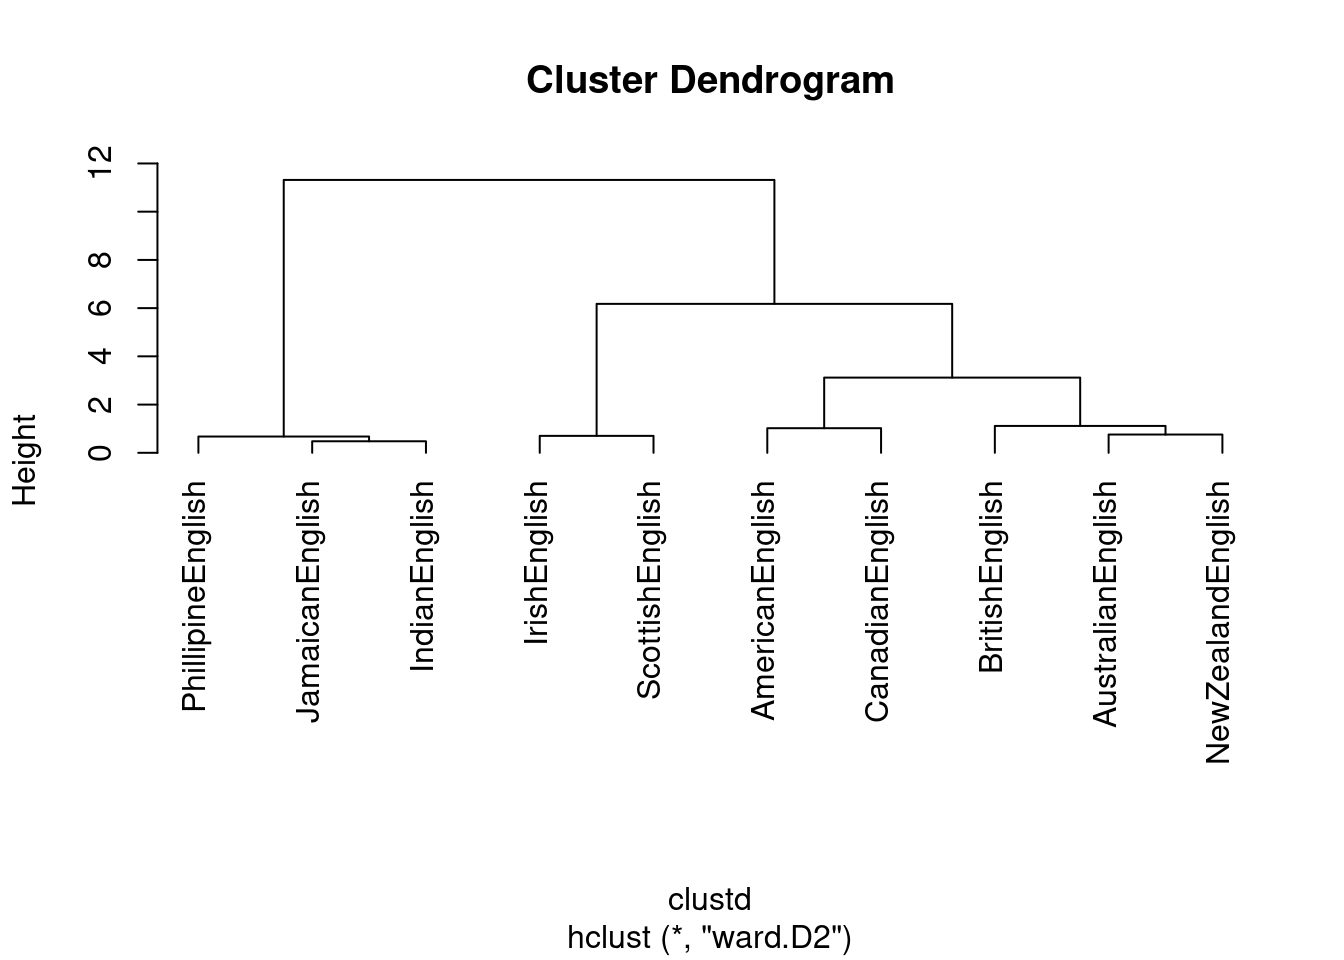 Cluster Dendrogram
Height
12
8
6
4
2
0
PhillipineEnglish
JamaicanEnglish
IndianEnglish
IrishEnglish
ScottishEnglish
AmericanEnglish
CanadianEnglish
BritishEnglish
AustralianEnglish
NewZealandEnglish
clustd
hclust (*, "ward.D2")